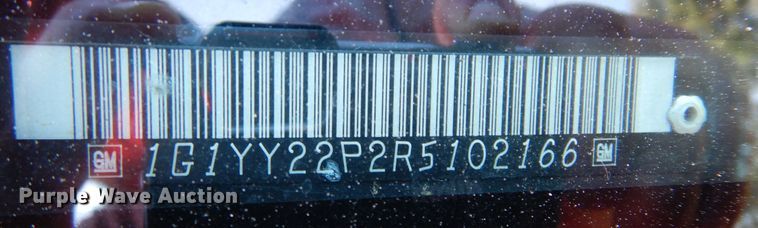 GM 1G1YY22P2R5102166 GM
Purple Wave Auction